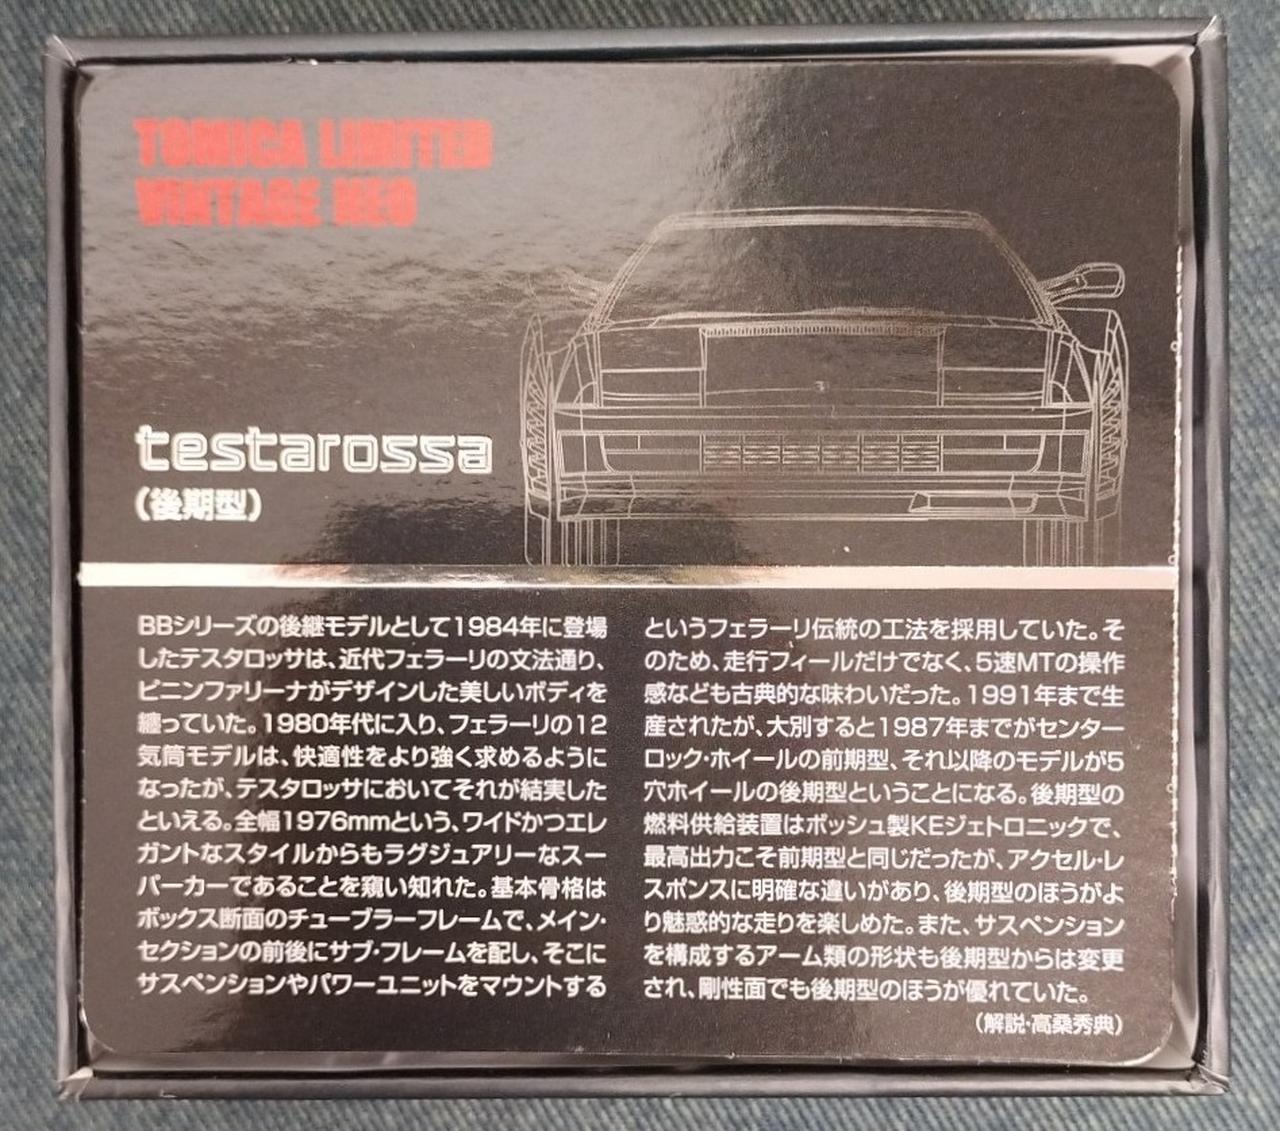 TOMICA LIMITED
VINTAGE NEO
testarossa
（後期型）
BBシリーズの後継モデルとして1984年に登場
したテスタロッサは、近代フェラーリの文法通り、
ピニンファリーナがデザインした美しいボディを
纏っていた。1980年代に入り、フェラーリの12
気筒モデルは、快適性をより強く求めるように
なったが、テスタロッサにおいてそれが結実した
といえる。全幅1976mmという、ワイドかつエレ
ガントなスタイルからもラグジュアリーなスー
パーカーであることを窺い知れた。基本骨格は
ボックス断面のチューブラーフレームで、メイン・
セクションの前後にサブ・フレームを配し、そこに
サスペンションやパワーユニットをマウントする
というフェラーリ伝統の工法を採用していた。そ
のため、走行フィールだけでなく、5速MTの操作
感なども古典的な味わいだった。1991年まで生
産されたが、大別すると1987年までがセンター
ロック・ホイールの前期型、それ以降のモデルが5
穴ホイールの後期型ということになる。後期型の
燃料供給装置はボッシュ製KEジェトロニックで、
最高出力こそ前期型と同じだったが、アクセル・レ
スポンスに明確な違いがあり、後期型のほうがよ
り魅惑的な走りを楽しめた。また、サスペンション
を構成するアーム類の形状も後期型からは変更
され、剛性面でも後期型のほうが優れていた。
（解説・高桑秀典）